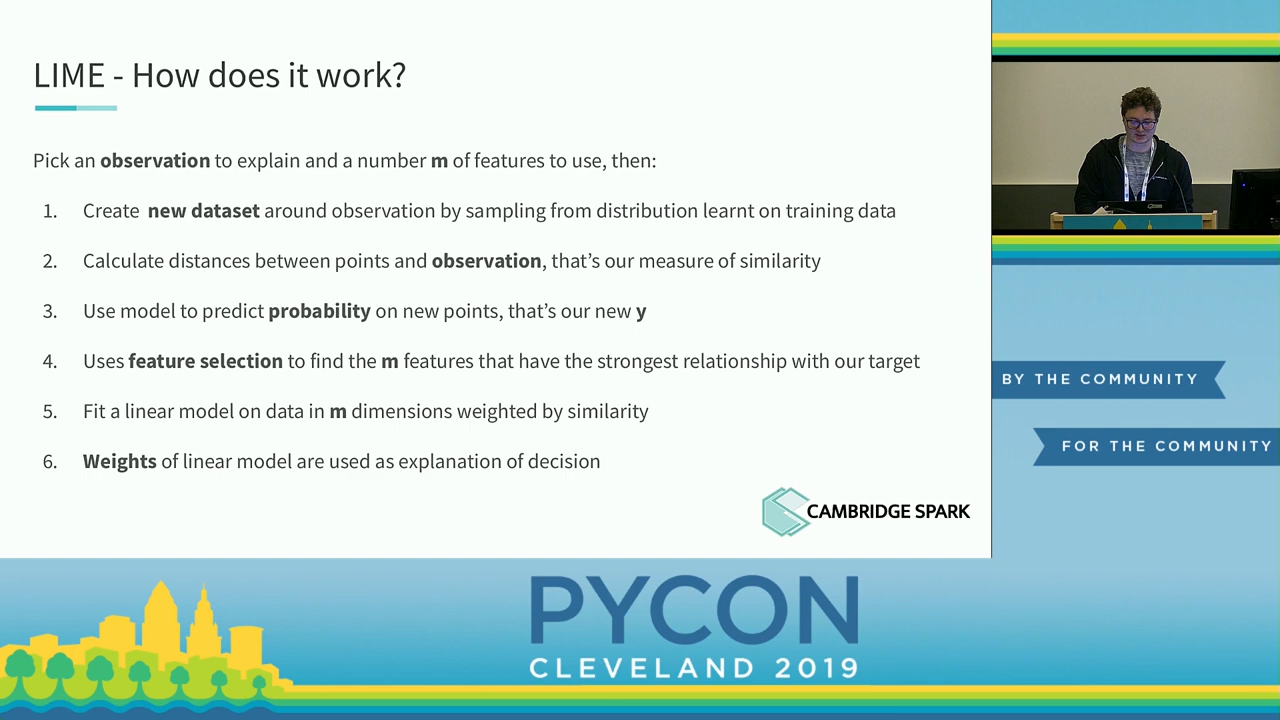 LIME - How does it work?
Pick an observation to explain and a number m of features to use, then:
1. Create new dataset around observation by sampling from distribution learnt on training data
2. Calculate distances between points and observation, that's our measure of similarity
3. Use model to predict probability on new points, that's our new y
4. Uses feature selection to find the m features that have the strongest relationship with our target
5. Fit a linear model on data in m dimensions weighted by similarity
6. Weights of linear model are used as explanation of decision
CAMBRIDGE SPARK
BY THE COMMUNITY
FOR THE COMMUNITY
PYCON
CLEVELAND 2019